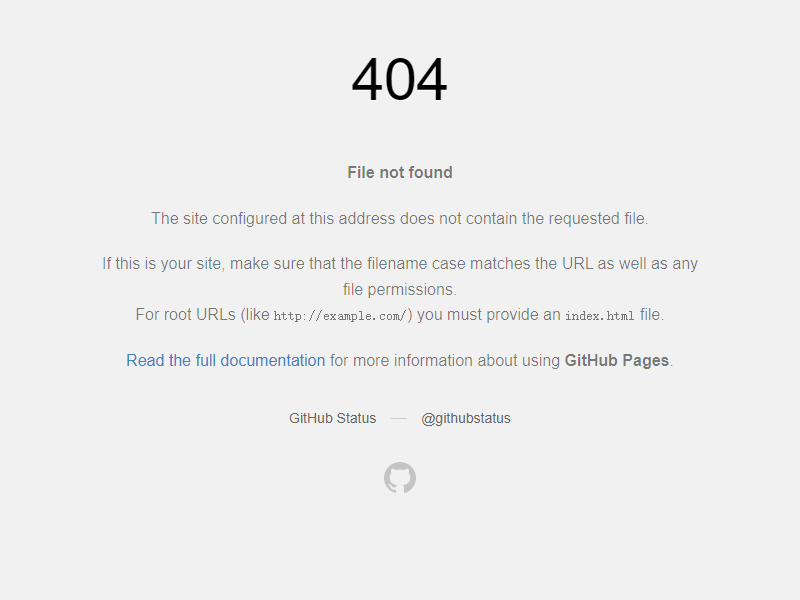 404
File not found
The site configured at this address does not contain the requested file.
If this is your site, make sure that the filename case matches the URL as well as any
file permissions.
For root URLs (like http://example.com/) you must provide an index.html file.
Read the full documentation for more information about using GitHub Pages.
GitHub Status — @githubstatus